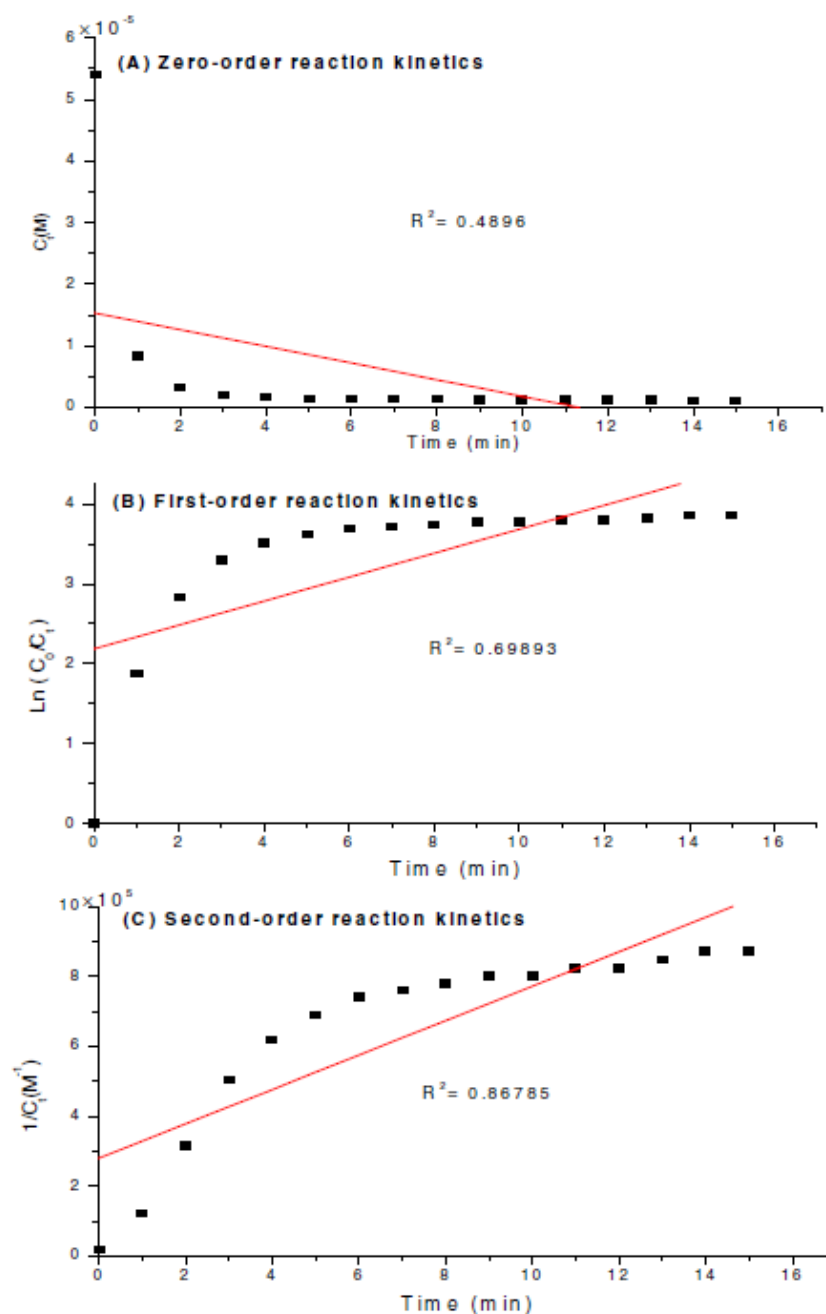 6×10⁻⁵
(A) Zero-order reaction kinetics
5
4
3
2
1
0
Cₜ(M)
R²= 0.4896
0 2 4 6 8 10 12 14 16
Time (min)
(B) First-order reaction kinetics
4
3
2
1
0
Ln (C₀/Cₜ)
R²= 0.69893
0 2 4 6 8 10 12 14 16
Time (min)
10×10⁵
(C) Second-order reaction kinetics
8
6
4
2
0
1/Cₜ(M⁻¹)
R²= 0.86785
0 2 4 6 8 10 12 14 16
Time (min)